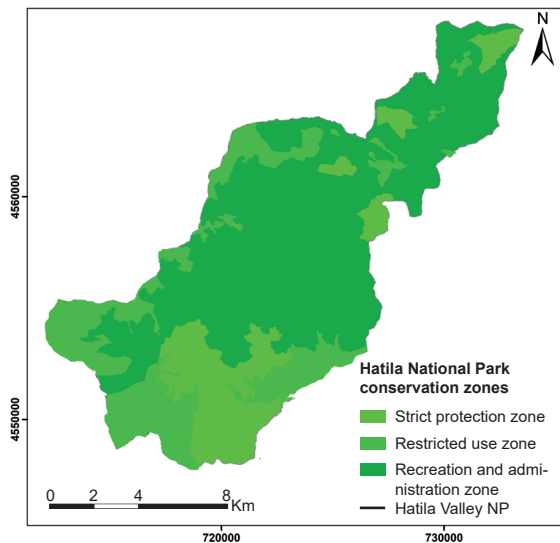 N
4560000
4550000
Hatila National Park
conservation zones
Strict protection zone
Restricted use zone
Recreation and admi-
nistration zone
Hatila Valley NP
0 2 4 8
Km
720000 730000